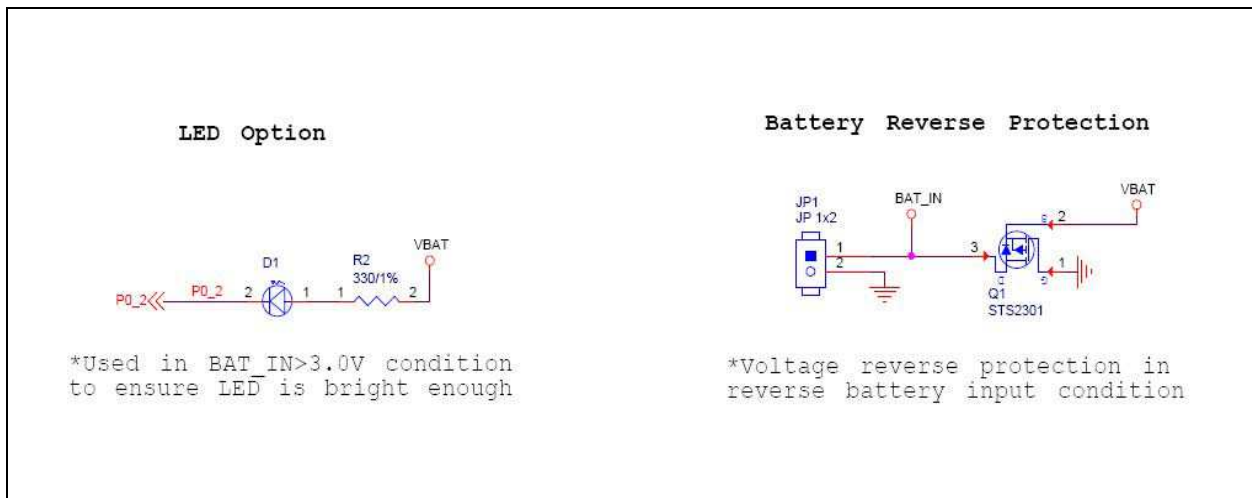 LED Option
D1
R2
330/1%
VBAT
P0_2
P0_2
2
1
1
2
*Used in BAT_IN>3.0V condition
to ensure LED is bright enough
Battery Reverse Protection
JP1
JP 1x2
BAT_IN
VBAT
1
2
3
S
2
D
G
1
Q1
STS2301
*Voltage reverse protection in
reverse battery input condition